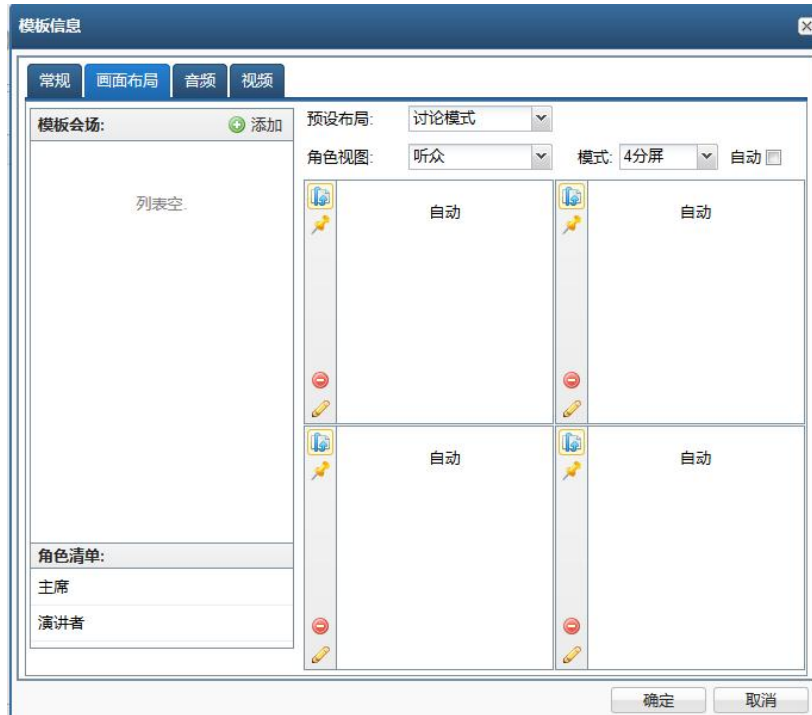 模板信息
常规 画面布局 音频 视频
模板会场: 添加
列表空.
角色清单:
主席
演讲者
预设布局: 讨论模式
角色视图: 听众 模式: 4分屏 自动
自动 自动
自动 自动
确定 取消